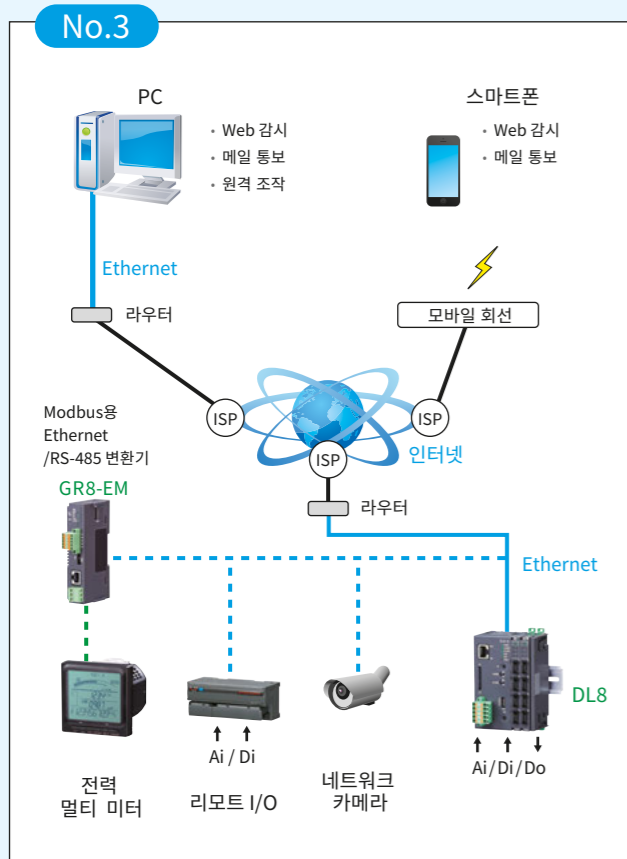 No.3
PC
· Web 감시
· 메일 통보
· 원격 조작
스마트폰
· Web 감시
· 메일 통보
Ethernet
라우터
모바일 회선
ISP
ISP
ISP
인터넷
Modbus용
Ethernet
/RS-485 변환기
GR8-EM
라우터
Ethernet
DL8
Ai / Di
Ai/Di/Do
전력
멀티 미터
리모트 I/O
네트워크
카메라